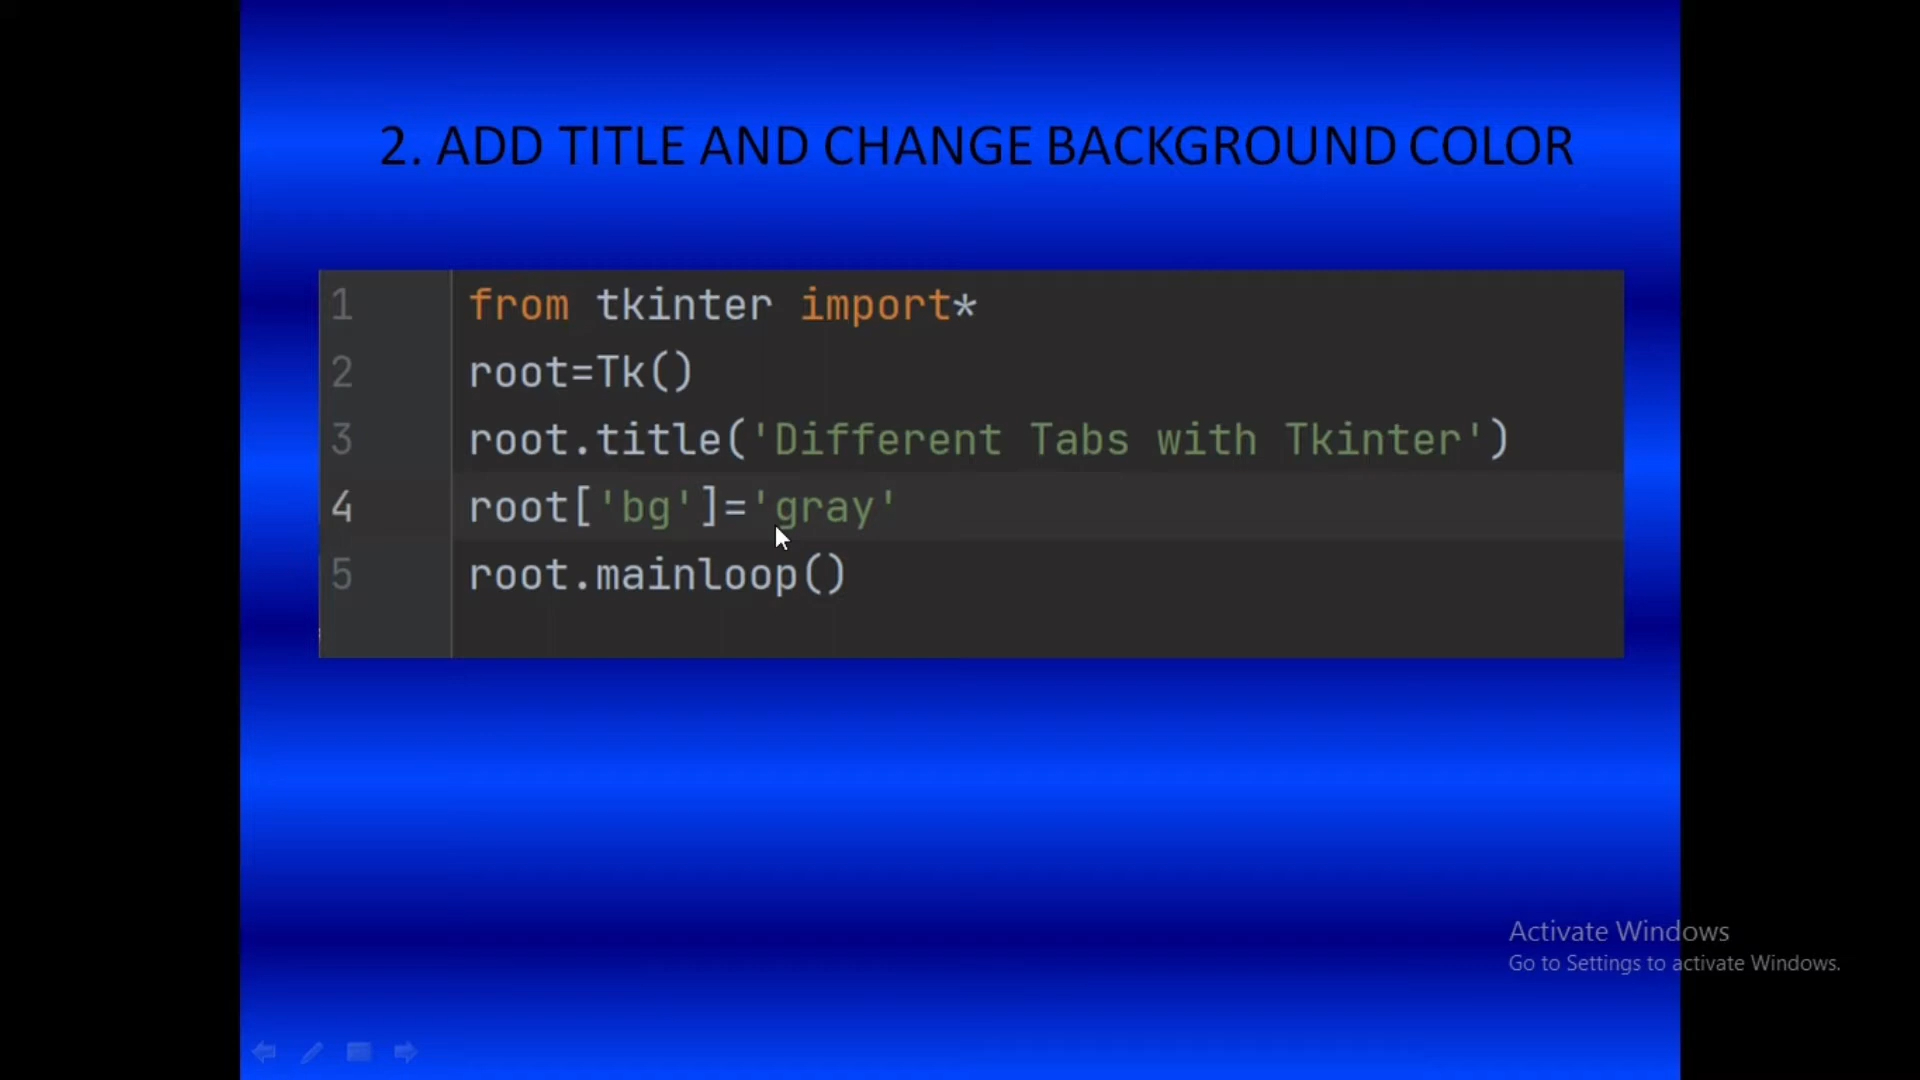 2. ADD TITLE AND CHANGE BACKGROUND COLOR
1 from tkinter import*
2 root=Tk()
3 root.title('Different Tabs with Tkinter')
4 root['bg']='gray'
5 root.mainloop()
Activate Windows
Go to Settings to activate Windows.